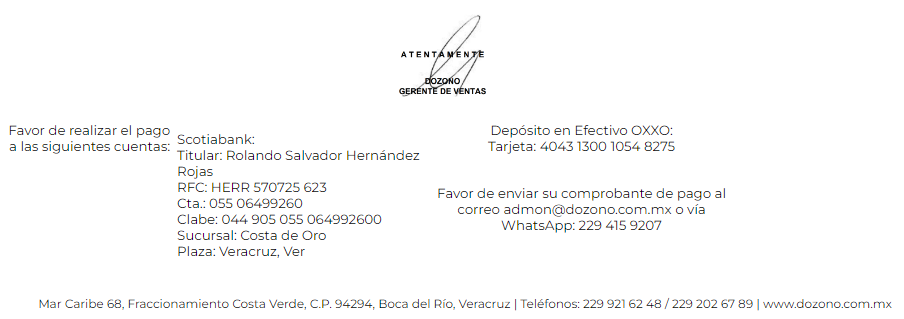 ATENTAMENTE
DOZONO
GERENTE DE VENTAS
Favor de realizar el pago
a las siguientes cuentas:
Scotiabank:
Titular: Rolando Salvador Hernández
Rojas
RFC: HERR 570725 623
Cta.: 055 06499260
Clabe: 044 905 055 064992600
Sucursal: Costa de Oro
Plaza: Veracruz, Ver
Depósito en Efectivo OXXO:
Tarjeta: 4043 1300 1054 8275
Favor de enviar su comprobante de pago al
correo admon@dozono.com.mx o vía
WhatsApp: 229 415 9207
Mar Caribe 68, Fraccionamiento Costa Verde, C.P. 94294, Boca del Río, Veracruz | Teléfonos: 229 921 62 48 / 229 202 67 89 | www.dozono.com.mx